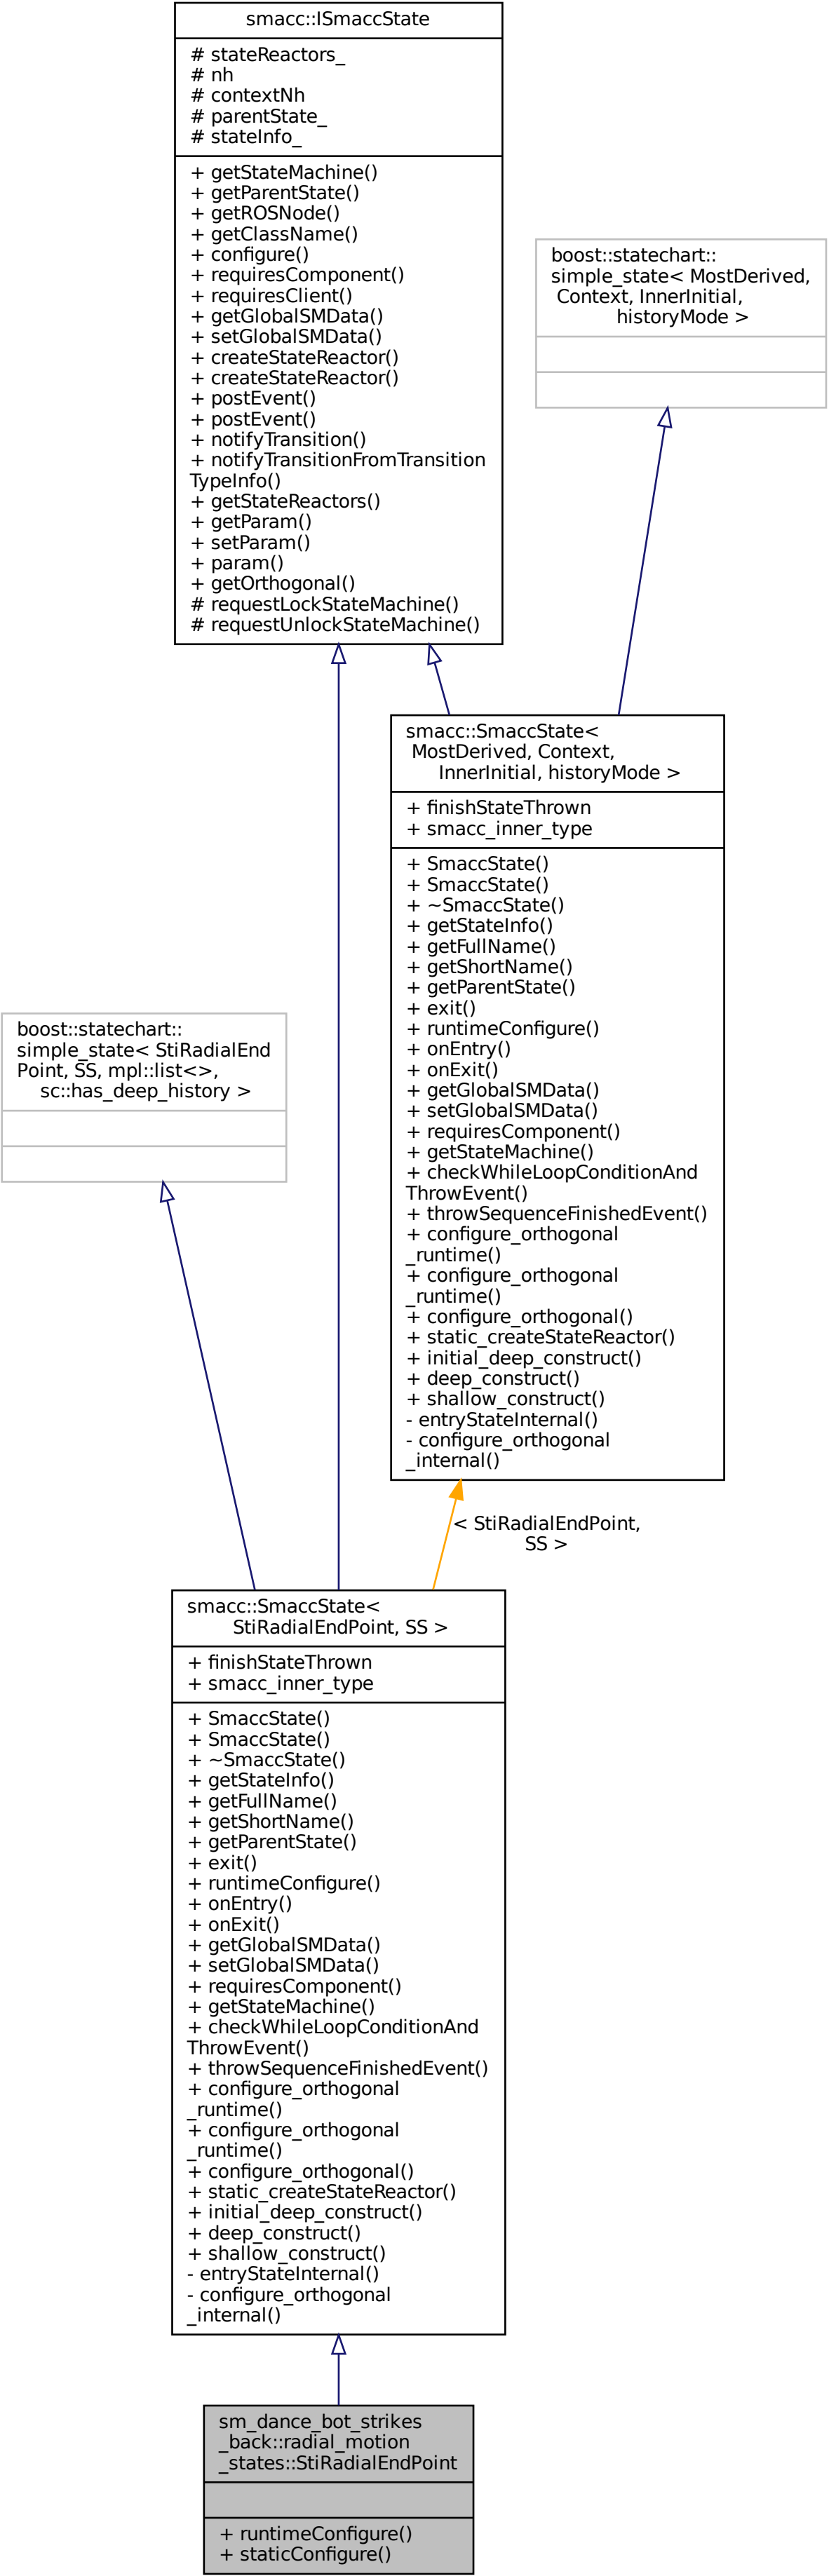 smacc::ISmaccState
# stateReactors_
# nh
# contextNh
# parentState_
# stateInfo_
+ getStateMachine()
+ getParentState()
+ getROSNode()
+ getClassName()
+ configure()
+ requiresComponent()
+ requiresClient()
+ getGlobalSMData()
+ setGlobalSMData()
+ createStateReactor()
+ createStateReactor()
+ postEvent()
+ postEvent()
+ notifyTransition()
+ notifyTransitionFromTransition
TypeInfo()
+ getStateReactors()
+ getParam()
+ setParam()
+ param()
+ getOrthogonal()
# requestLockStateMachine()
# requestUnlockStateMachine()
boost::statechart::
simple_state< MostDerived,
Context, InnerInitial,
historyMode >
smacc::SmaccState<
MostDerived, Context,
InnerInitial, historyMode >
+ finishStateThrown
+ smacc_inner_type
+ SmaccState()
+ SmaccState()
+ ~SmaccState()
+ getStateInfo()
+ getFullName()
+ getShortName()
+ getParentState()
+ exit()
+ runtimeConfigure()
+ onEntry()
+ onExit()
+ getGlobalSMData()
+ setGlobalSMData()
+ requiresComponent()
+ getStateMachine()
+ checkWhileLoopConditionAnd
ThrowEvent()
+ throwSequenceFinishedEvent()
+ configure_orthogonal
_runtime()
+ configure_orthogonal
_runtime()
+ configure_orthogonal()
+ static_createStateReactor()
+ initial_deep_construct()
+ deep_construct()
+ shallow_construct()
- entryStateInternal()
- configure_orthogonal
_internal()
boost::statechart::
simple_state< StiRadialEnd
Point, SS, mpl::list<>,
sc::has_deep_history >
< StiRadialEndPoint,
SS >
smacc::SmaccState<
StiRadialEndPoint, SS >
+ finishStateThrown
+ smacc_inner_type
+ SmaccState()
+ SmaccState()
+ ~SmaccState()
+ getStateInfo()
+ getFullName()
+ getShortName()
+ getParentState()
+ exit()
+ runtimeConfigure()
+ onEntry()
+ onExit()
+ getGlobalSMData()
+ setGlobalSMData()
+ requiresComponent()
+ getStateMachine()
+ checkWhileLoopConditionAnd
ThrowEvent()
+ throwSequenceFinishedEvent()
+ configure_orthogonal
_runtime()
+ configure_orthogonal
_runtime()
+ configure_orthogonal()
+ static_createStateReactor()
+ initial_deep_construct()
+ deep_construct()
+ shallow_construct()
- entryStateInternal()
- configure_orthogonal
_internal()
sm_dance_bot_strikes
_back::radial_motion
_states::StiRadialEndPoint
+ runtimeConfigure()
+ staticConfigure()